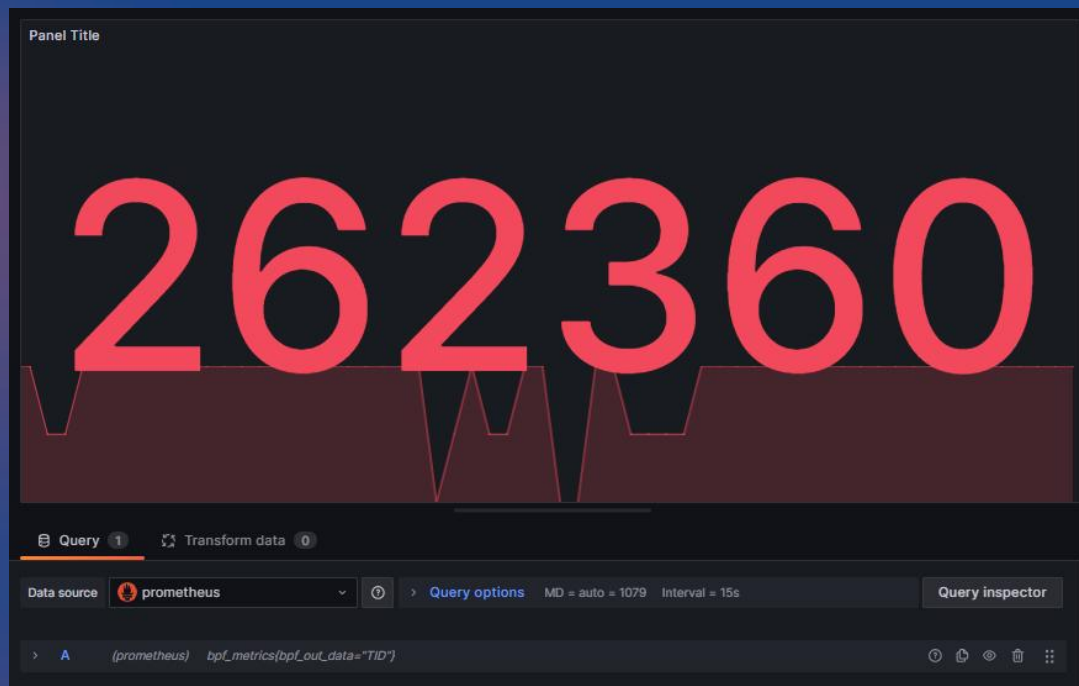 Panel Title
262360
Query 1 Transform data 0
Data source prometheus Query options MD = auto = 1079 Interval = 15s Query inspector
A (prometheus) bpf_metrics{bpf_out_data="TID"}